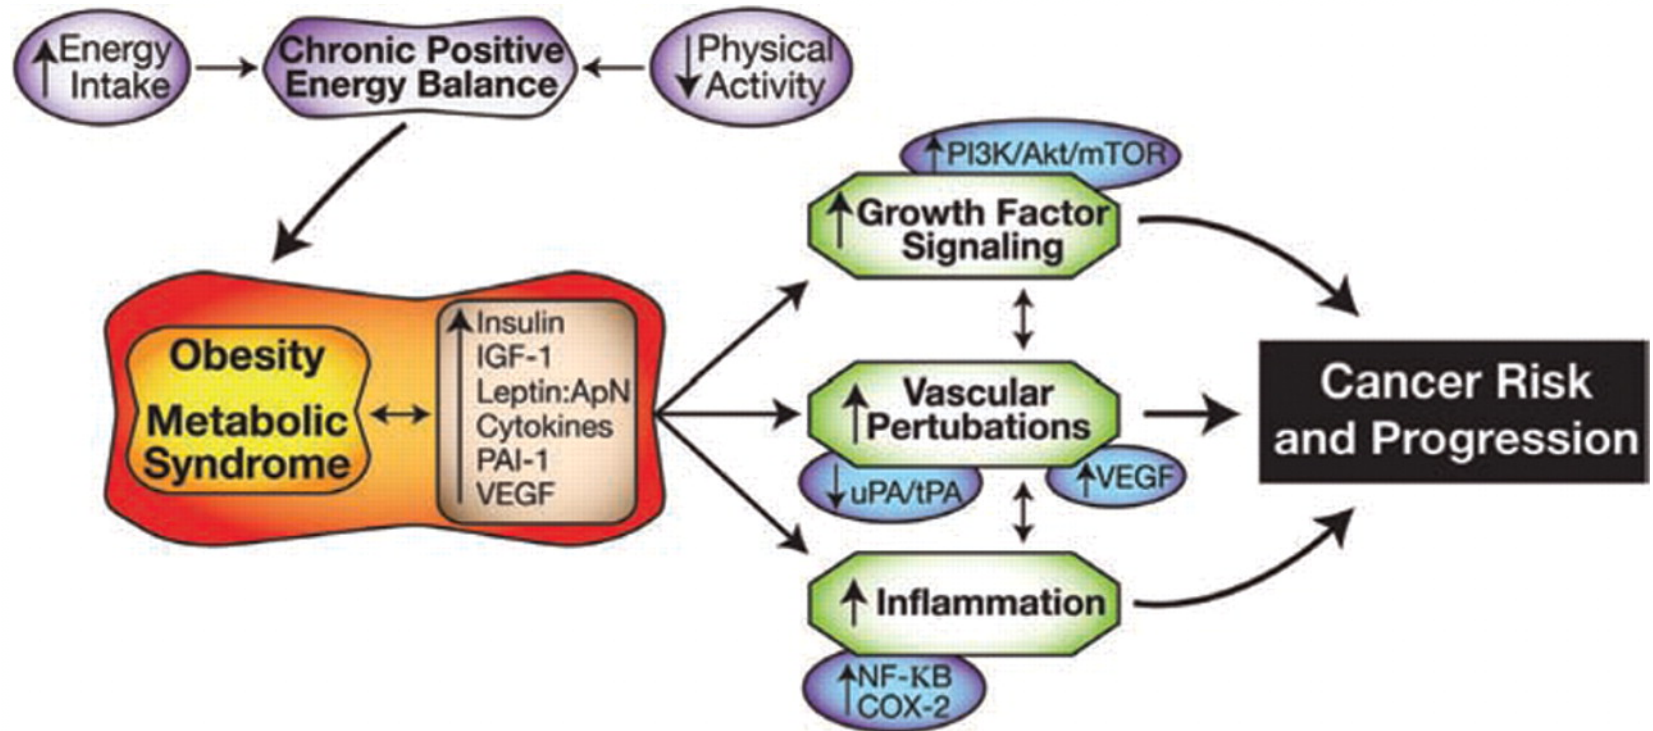 ↑Energy
Intake
Chronic Positive
Energy Balance
↓Physical
Activity
↑PI3K/Akt/mTOR
↑Growth Factor
Signaling
Obesity
Metabolic
Syndrome
↑Insulin
IGF-1
Leptin:ApN
Cytokines
PAI-1
VEGF
↑Vascular
Pertubations
↓uPA/tPA
↑VEGF
Cancer Risk
and Progression
↑Inflammation
↑NF-κB
COX-2